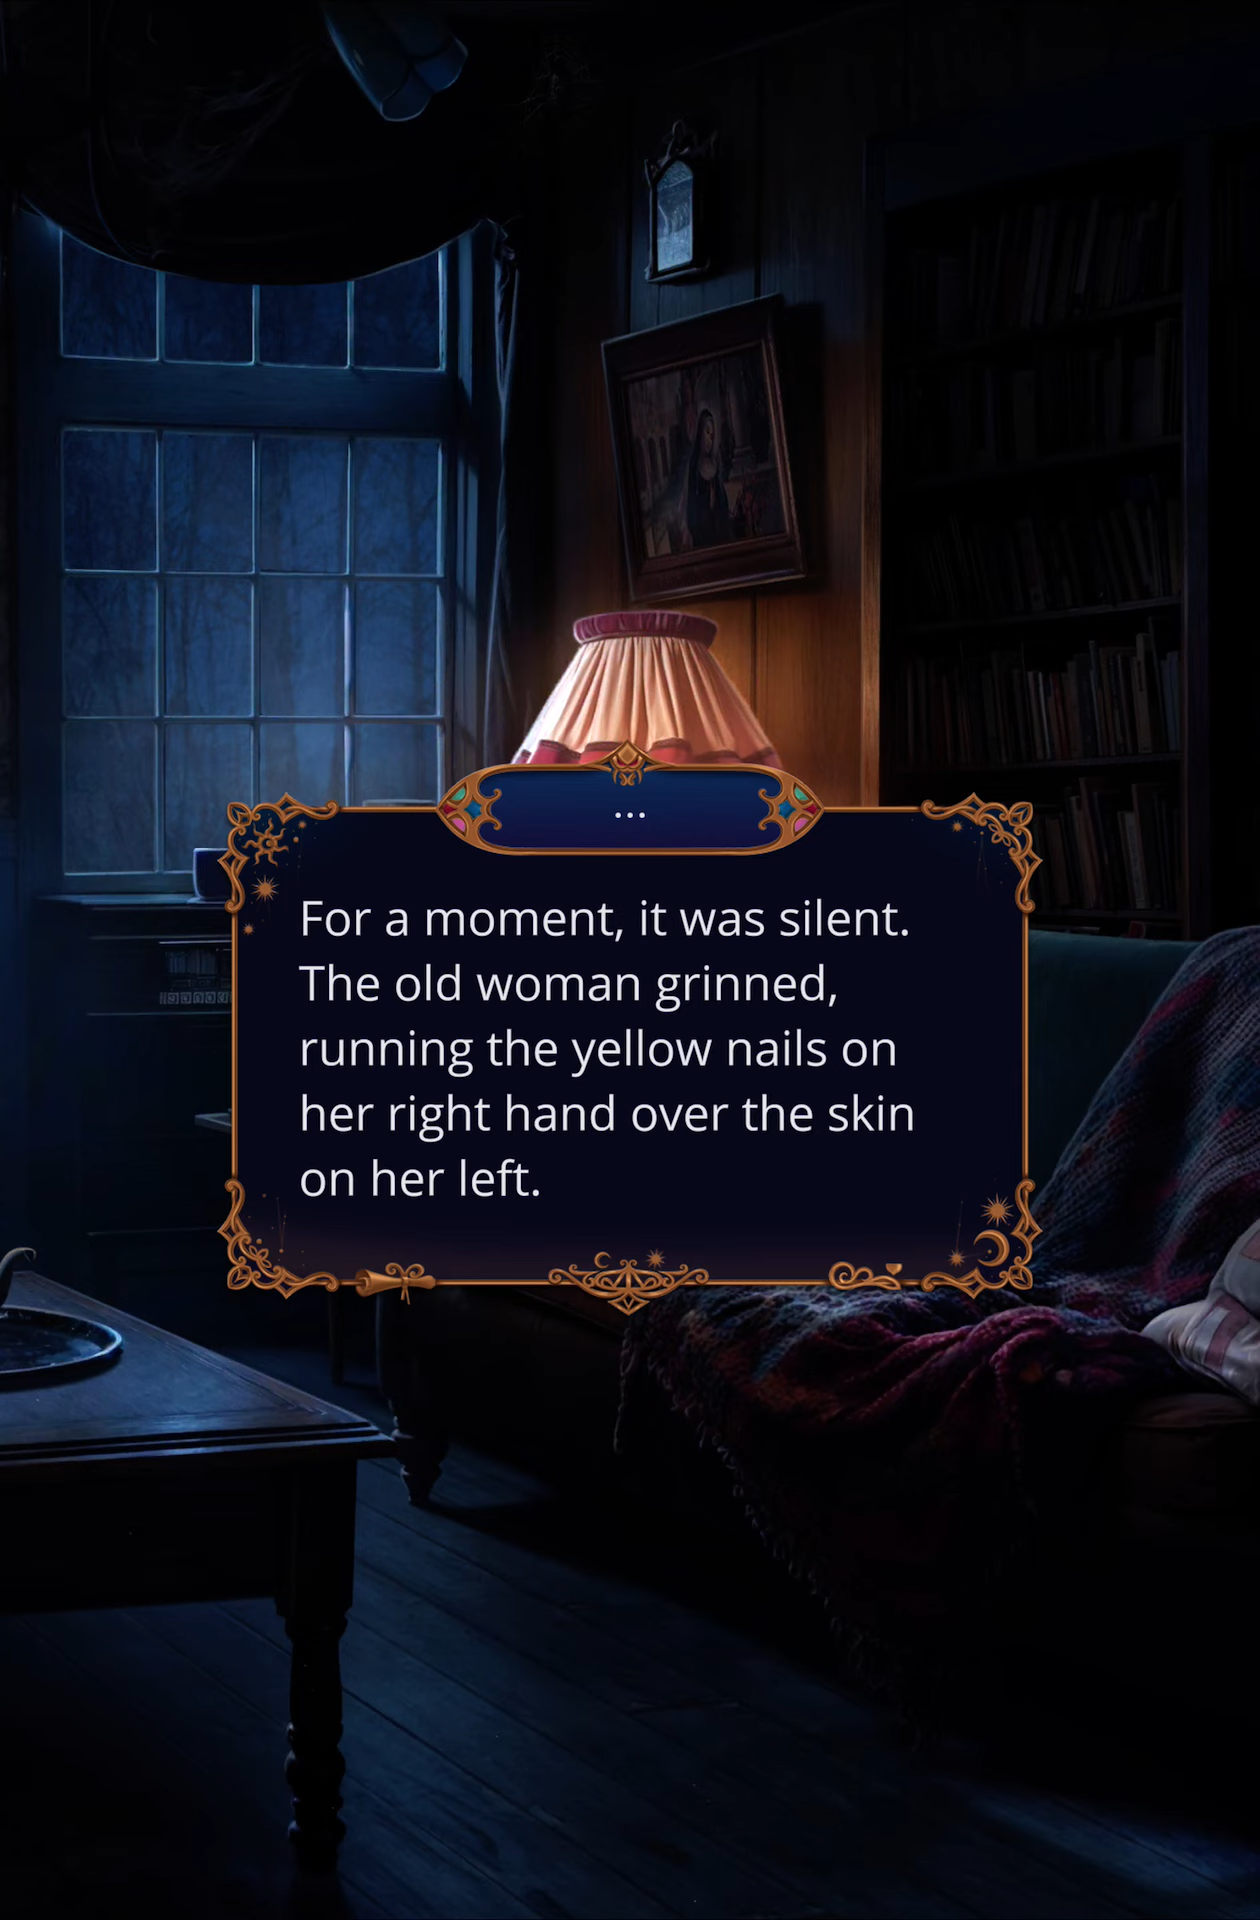 ...
For a moment, it was silent.
The old woman grinned,
running the yellow nails on
her right hand over the skin
on her left.